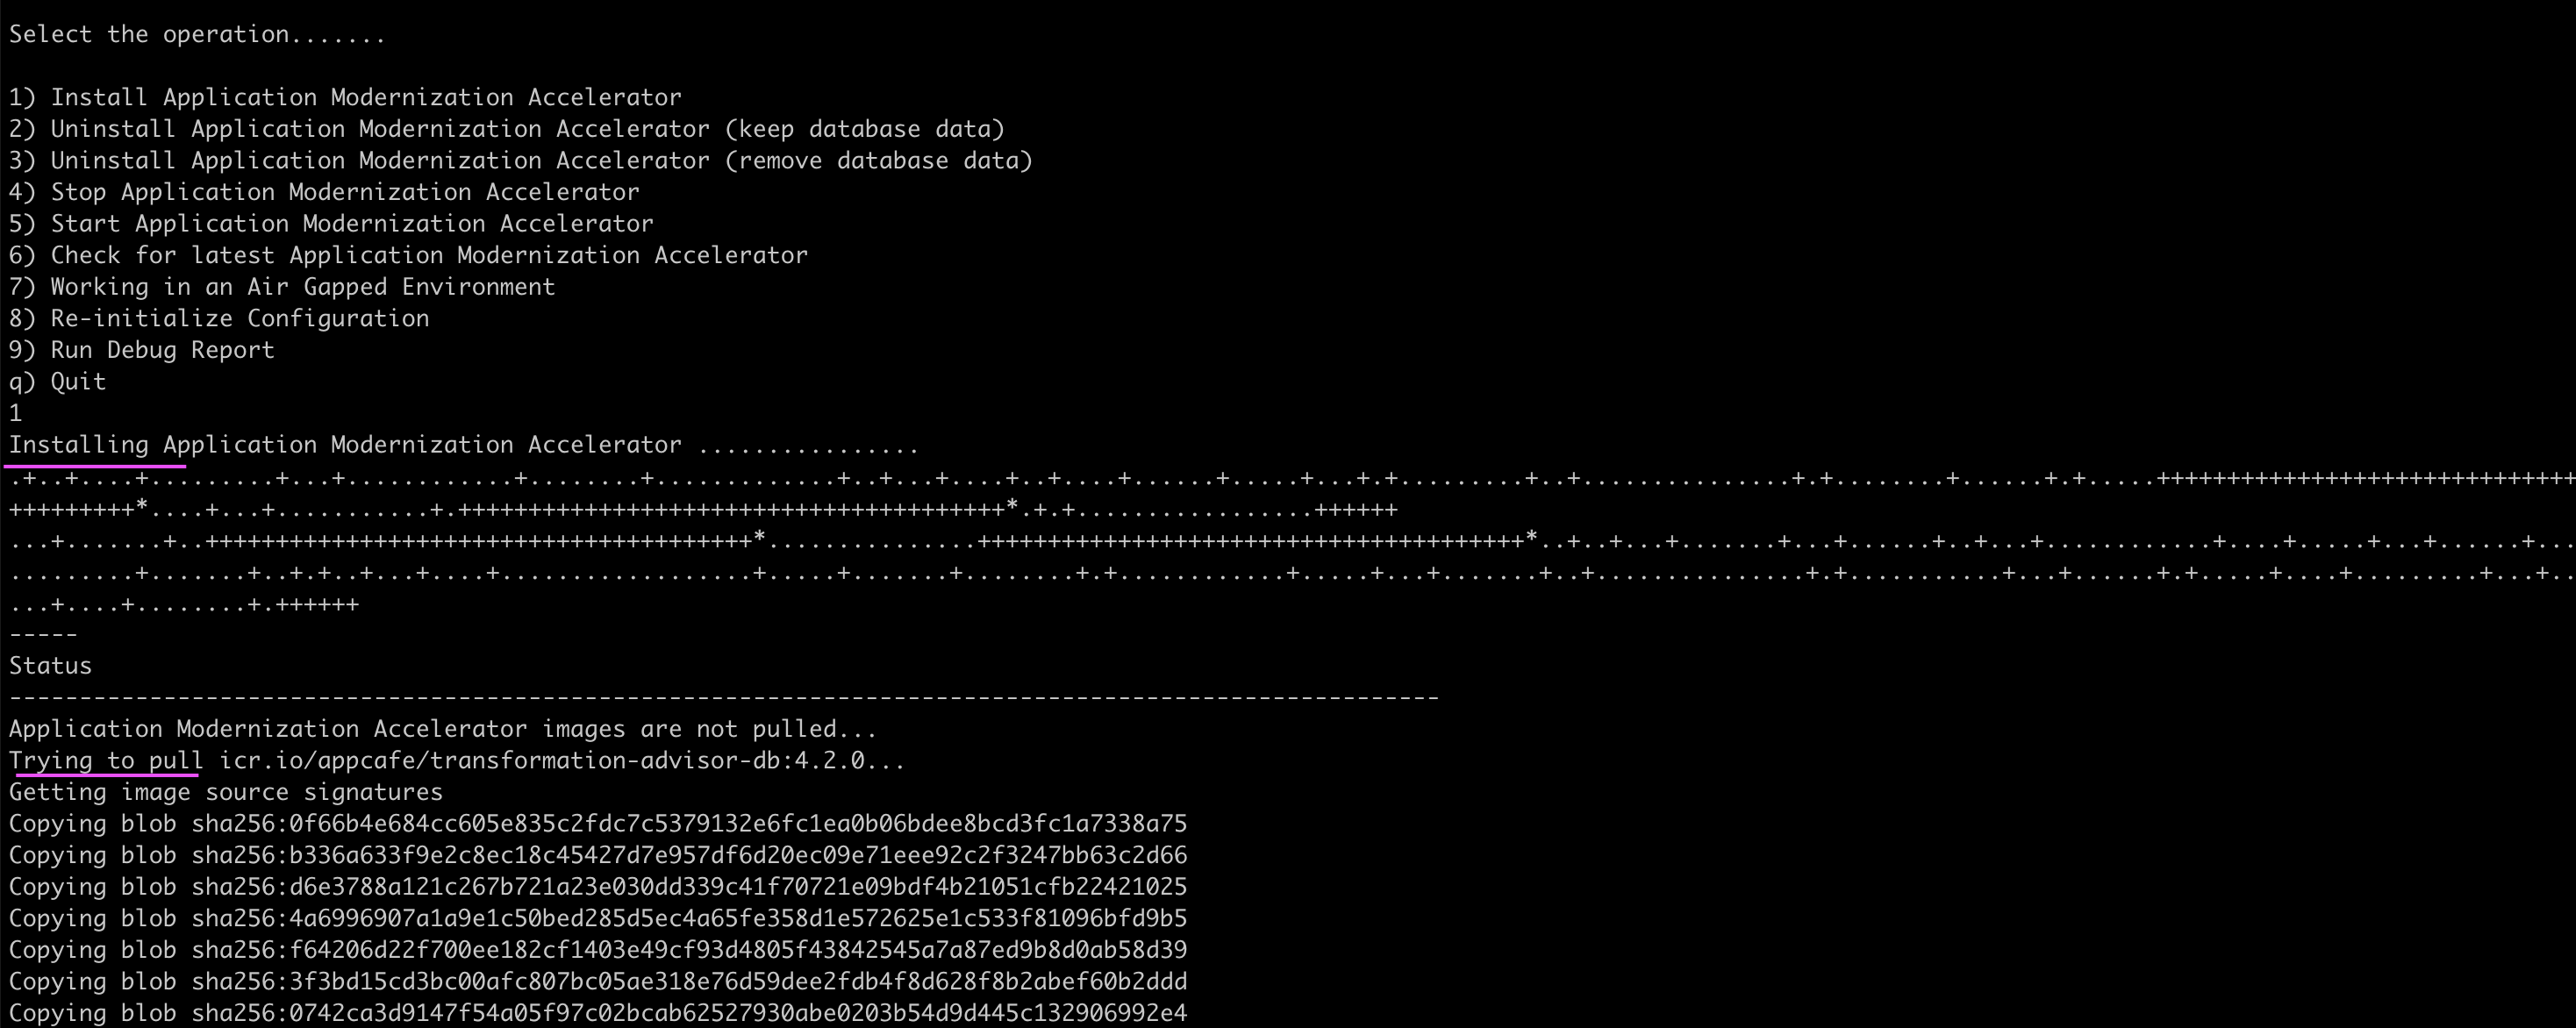 Select the operation.......
1) Install Application Modernization Accelerator
2) Uninstall Application Modernization Accelerator (keep database data)
3) Uninstall Application Modernization Accelerator (remove database data)
4) Stop Application Modernization Accelerator
5) Start Application Modernization Accelerator
6) Check for latest Application Modernization Accelerator
7) Working in an Air Gapped Environment
8) Re-initialize Configuration
9) Run Debug Report
q) Quit
1
Installing Application Modernization Accelerator ................
.+..+....+.........+...+............+........+.............+..+...+....+..+....+......+.....+...+.+.........+..+...............+.+........+......+.+.....++++++++++++++++++++++++++++++
+++++++++*....+...+...........+.+++++++++++++++++++++++++++++++++++++++*.+.+.................++++++
...+.......+..+++++++++++++++++++++++++++++++++++++++*...............+++++++++++++++++++++++++++++++++++++++*..+..+...+.......+...+......+..+...+............+....+.....+...+......+...
.........+.......+..+.+..+...+....+..................+.....+.......+........+.+............+.....+...+.......+..+...............+.+...........+...+......+.+.....+....+.........+...+..
...+....+........+.++++++
-----
Status
------------------------------------------------------------------------------------------------------
Application Modernization Accelerator images are not pulled...
Trying to pull icr.io/appcafe/transformation-advisor-db:4.2.0...
Getting image source signatures
Copying blob sha256:0f66b4e684cc605e835c2fdc7c5379132e6fc1ea0b06bdee8bcd3fc1a7338a75
Copying blob sha256:b336a633f9e2c8ec18c45427d7e957df6d20ec09e71eee92c2f3247bb63c2d66
Copying blob sha256:d6e3788a121c267b721a23e030dd339c41f70721e09bdf4b21051cfb22421025
Copying blob sha256:4a6996907a1a9e1c50bed285d5ec4a65fe358d1e572625e1c533f81096bfd9b5
Copying blob sha256:f64206d22f700ee182cf1403e49cf93d4805f43842545a7a87ed9b8d0ab58d39
Copying blob sha256:3f3bd15cd3bc00afc807bc05ae318e76d59dee2fdb4f8d628f8b2abef60b2ddd
Copying blob sha256:0742ca3d9147f54a05f97c02bcab62527930abe0203b54d9d445c132906992e4